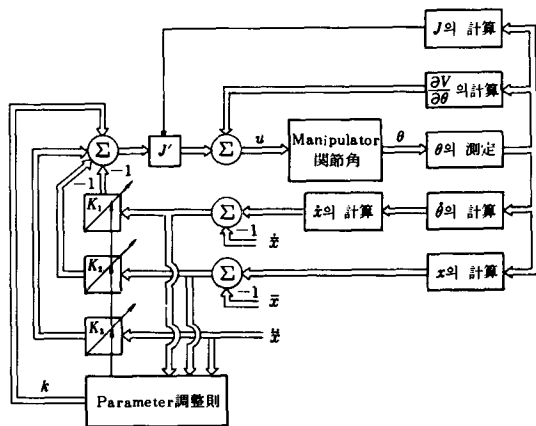 J의 計算
∂V/∂θ 의計算
Σ
J'
Σ
u
Manipulator
関節角
θ
θ의 測定
−1
−1
−1
K₁
Σ
ẋ의 計算
θ̇의 計算
−1
ẋ̄
K₂
Σ
x의 計算
−1
x̄
K₃
k
Parameter調整則